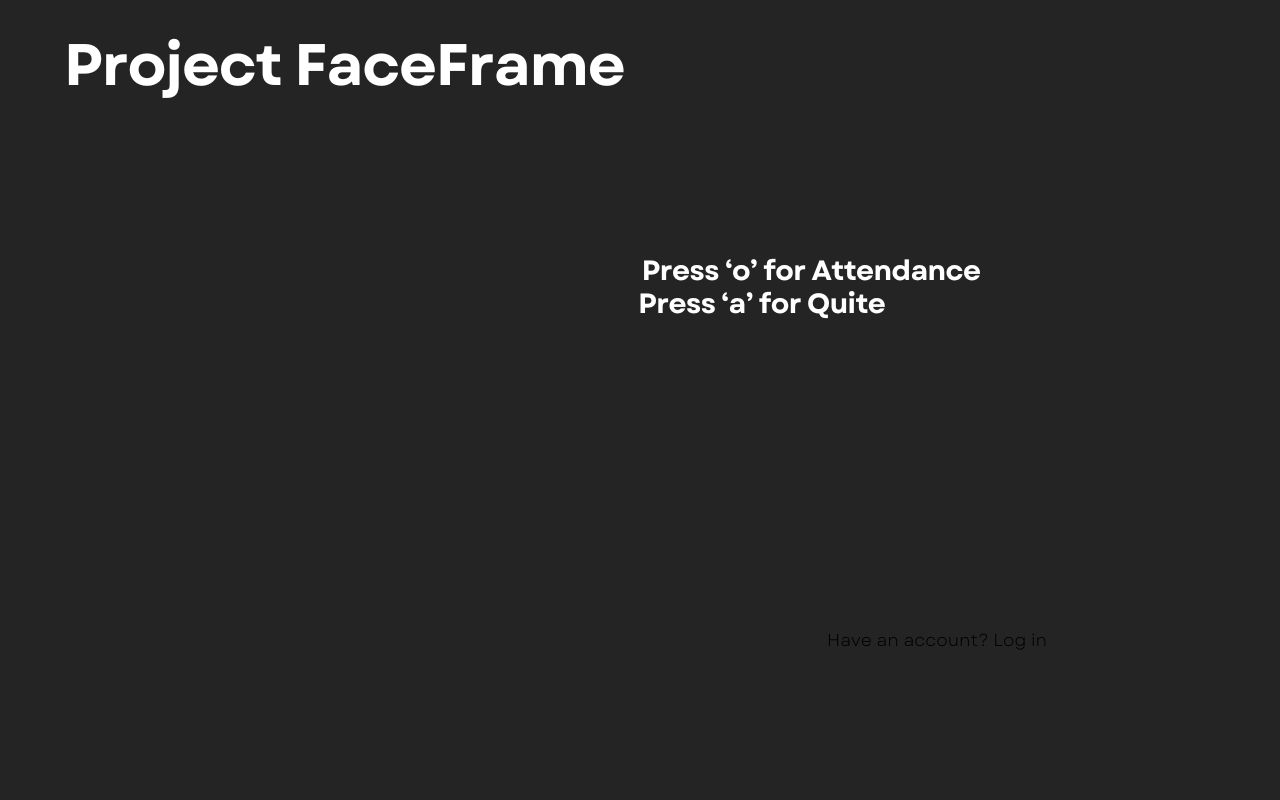 Project FaceFrame
Press ‘o’ for Attendance
Press ‘a’ for Quite
Have an account? Log in